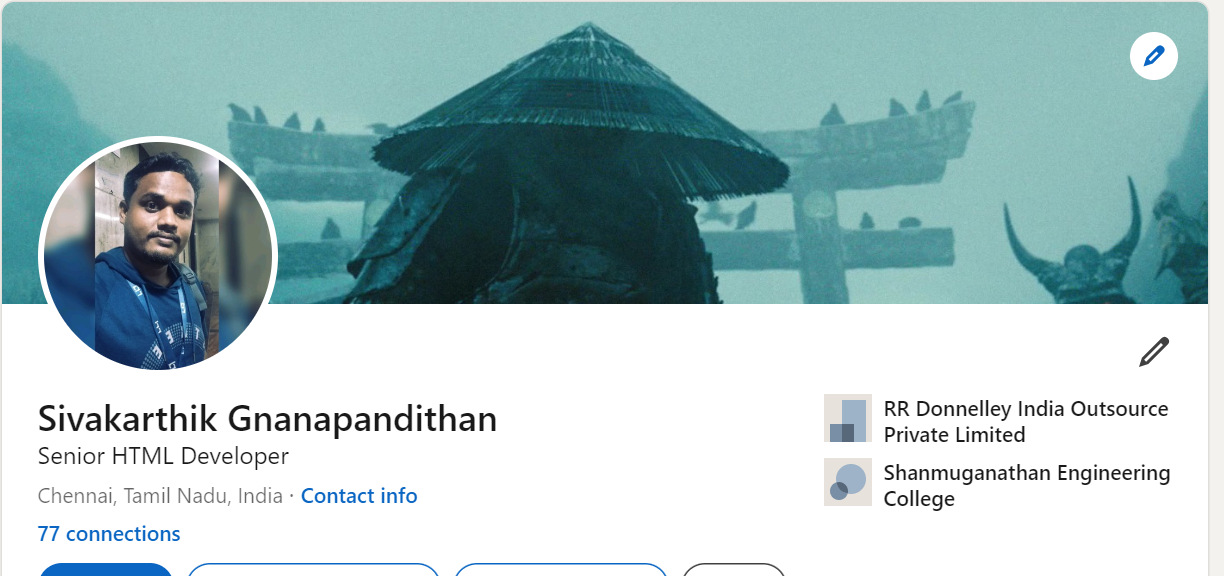 Sivakarthik Gnanapandithan
Senior HTML Developer
Chennai, Tamil Nadu, India · Contact info
77 connections
RR Donnelley India Outsource
Private Limited
Shanmuganathan Engineering
College